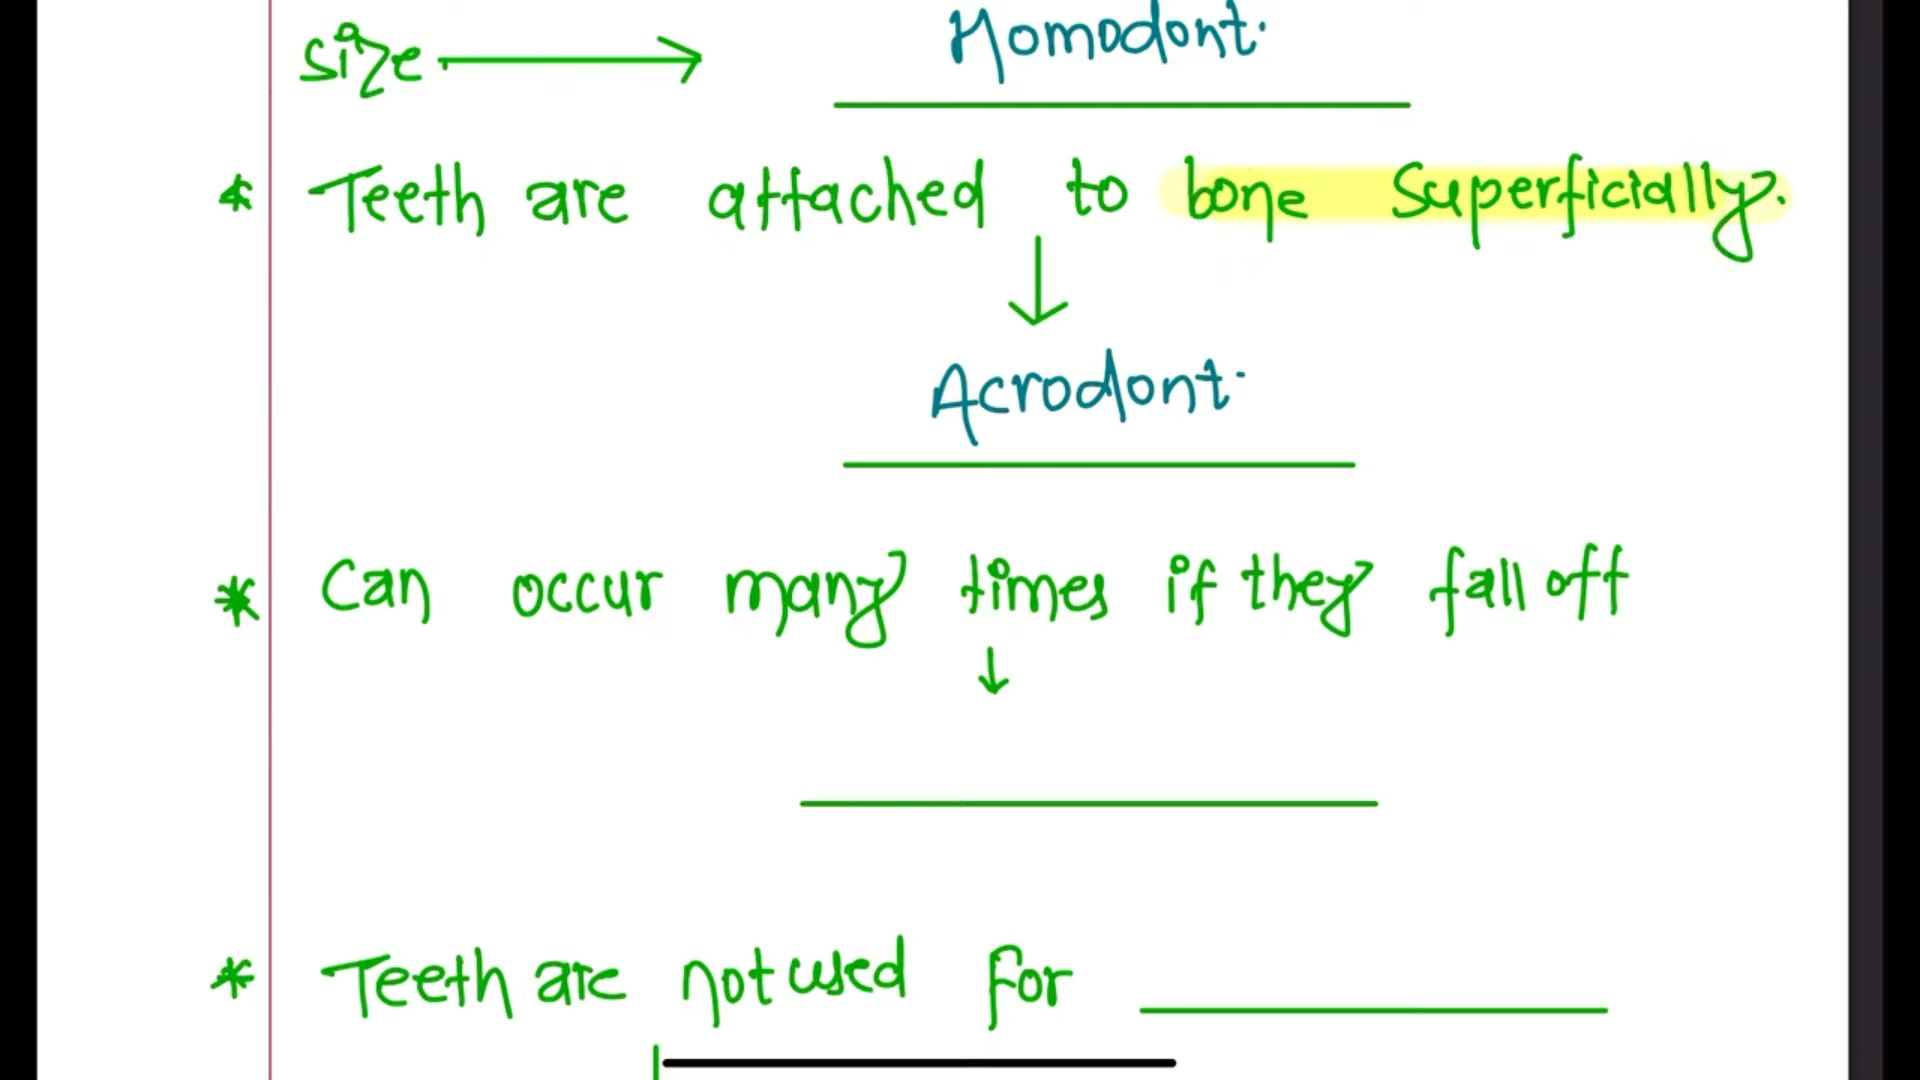 size → Homodont.
* Teeth are attached to bone superficially.
↓
Acrodont.
* Can occur many times if they fall off
↓
* Teeth are not used for